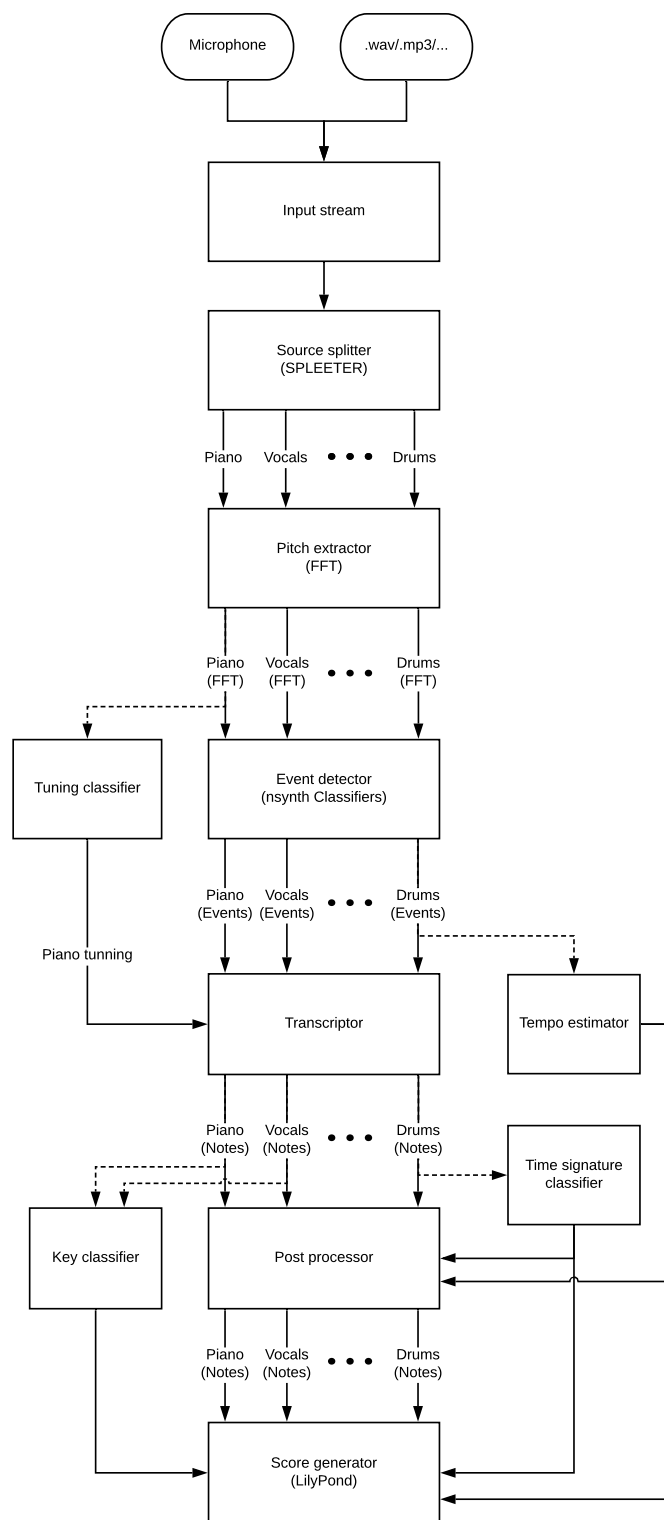 Microphone
.wav/.mp3/...
Input stream
Source splitter
(SPLEETER)
Piano
Vocals
Drums
Pitch extractor
(FFT)
Piano
(FFT)
Vocals
(FFT)
Drums
(FFT)
Tuning classifier
Event detector
(nsynth Classifiers)
Piano
(Events)
Vocals
(Events)
Drums
(Events)
Piano tunning
Transcriptor
Tempo estimator
Piano
(Notes)
Vocals
(Notes)
Drums
(Notes)
Time signature
classifier
Key classifier
Post processor
Piano
(Notes)
Vocals
(Notes)
Drums
(Notes)
Score generator
(LilyPond)